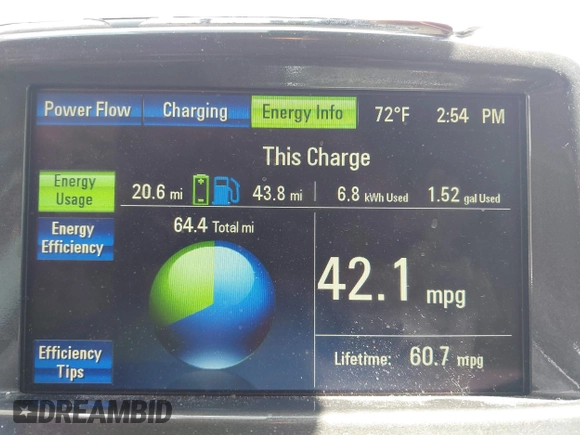 Power Flow Charging Energy Info 72°F 2:54 PM
This Charge
Energy Usage
20.6 mi 43.8 mi 6.8 kWh Used 1.52 gal Used
64.4 Total mi
Energy Efficiency
42.1 mpg
Efficiency Tips
Lifetime: 60.7 mpg
DREAMBID